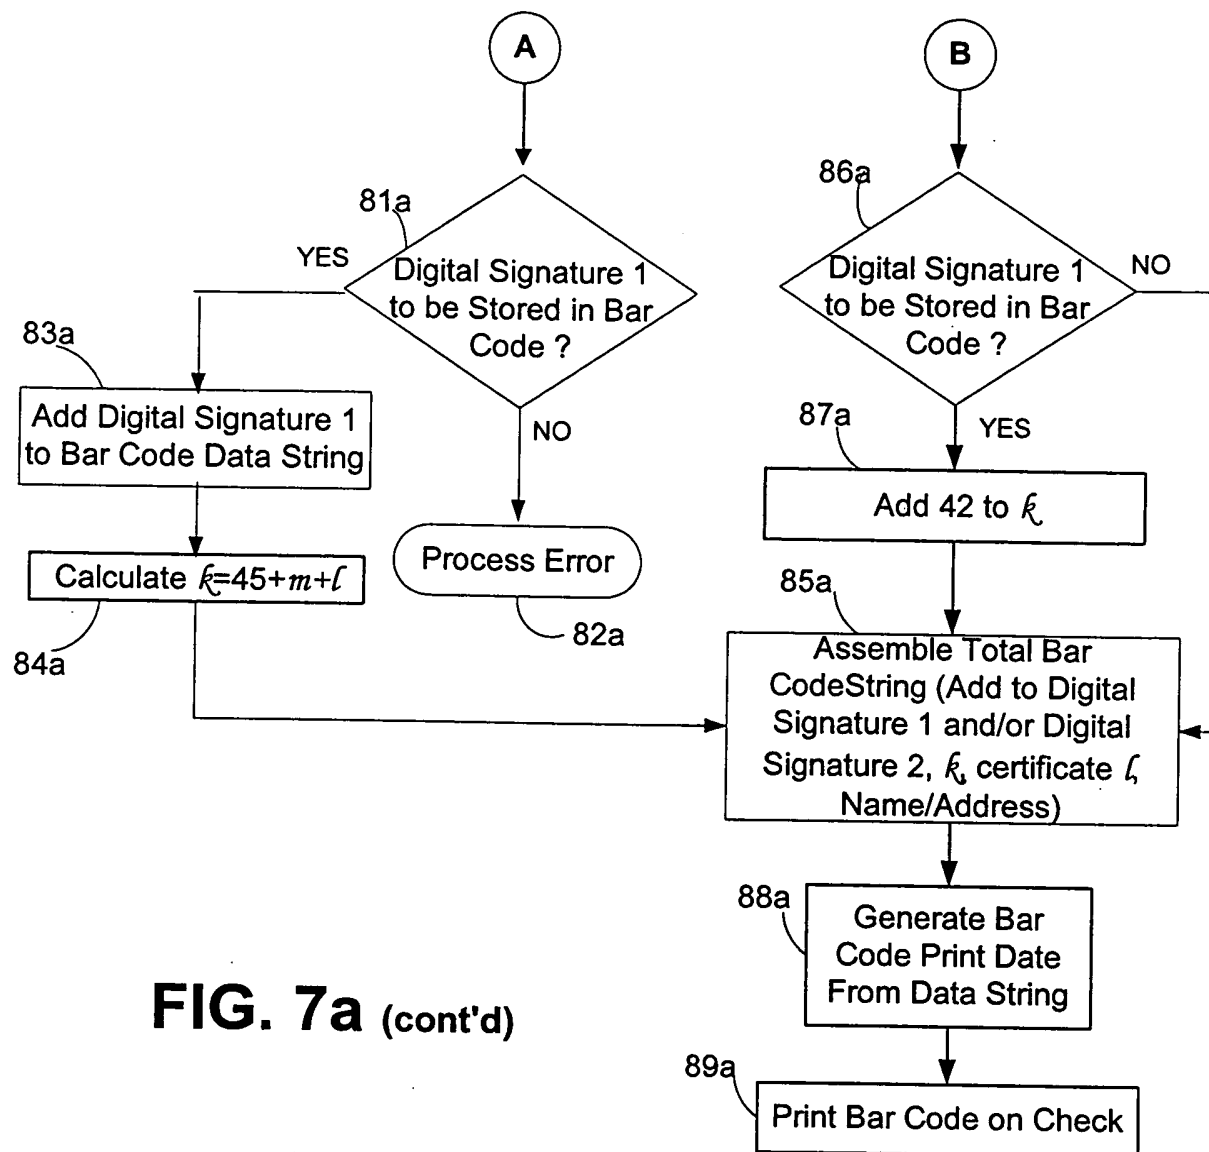 A
81a
YES
Digital Signature 1
to be Stored in Bar
Code ?
NO
83a
Add Digital Signature 1
to Bar Code Data String
Calculate k=45+m+l
84a
Process Error
82a
B
86a
Digital Signature 1
to be Stored in Bar
Code ?
NO
YES
87a
Add 42 to k
85a
Assemble Total Bar
CodeString (Add to Digital
Signature 1 and/or Digital
Signature 2, k, certificate l,
Name/Address)
88a
Generate Bar
Code Print Date
From Data String
89a
Print Bar Code on Check
FIG. 7a (cont'd)